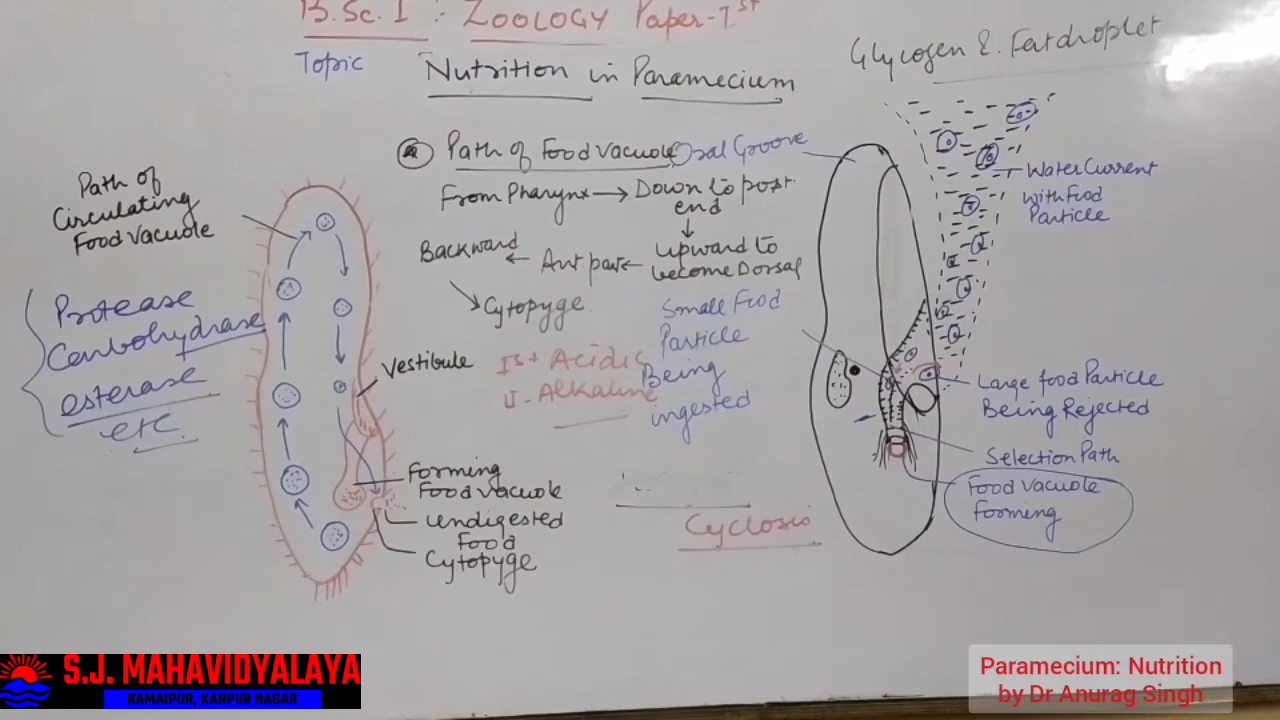 B.Sc. I : ZOOLOGY Paper-Ist
Topic
Nutrition in Paramecium
Glycogen & Fatdroplet
Path of Food Vacuole
Oral Groove
From Pharynx → Down to post.
end
↓
Upward to
become Dorsal
← Ant part
← Backward
Cytopyge
Path of
Circulating
Food Vacuole
Protease
Carbohydrase
esterase
etc
Vestibule
Ist Acidic
II - Alkaline
Small Food
Particle
Being
ingested
Forming
Food Vacuole
Undigested
Food
Cytopyge
Cyclosis
Water Current
with Food
Particle
Large food Particle
Being Rejected
Selection Path
Food Vacuole
Forming
S.J. MAHAVIDYALAYA
RAMAIPUR, KANPUR NAGAR
Paramecium: Nutrition
by Dr Anurag Singh